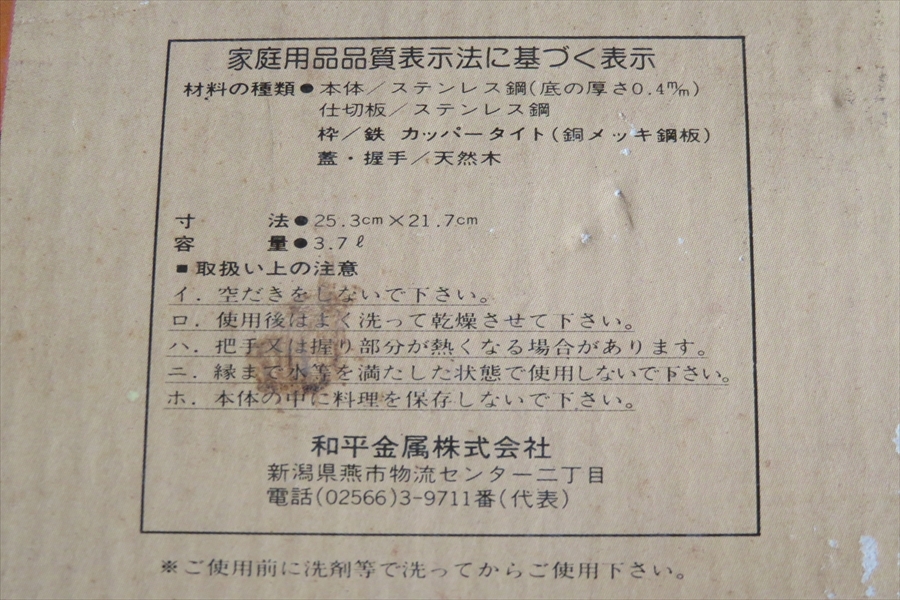 家庭用品品質表示法に基づく表示
材料の種類●本体／ステンレス鋼(底の厚さ0.4㎜)
仕切板／ステンレス鋼
枠／鉄 カッパータイト(銅メッキ鋼板)
蓋・握手／天然木
寸 法●25.3cm×21.7cm
容 量●3.7ℓ
■取扱い上の注意
イ．空だきをしないで下さい。
ロ．使用後はよく洗って乾燥させて下さい。
ハ．把手又は握り部分が熱くなる場合があります。
ニ．縁まで水等を満たした状態で使用しないで下さい。
ホ．本体の中に料理を保存しないで下さい。
和平金属株式会社
新潟県燕市物流センター二丁目
電話(02566)3-9711番(代表)
※ご使用前に洗剤等で洗ってからご使用下さい。